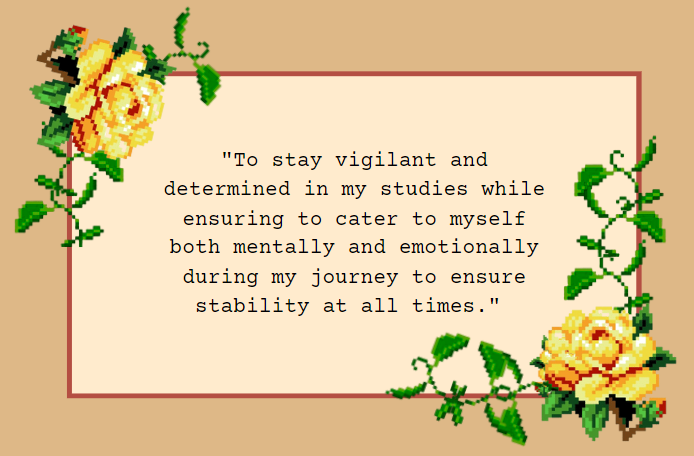 "To stay vigilant and
determined in my studies while
ensuring to cater to myself
both mentally and emotionally
during my journey to ensure
stability at all times."